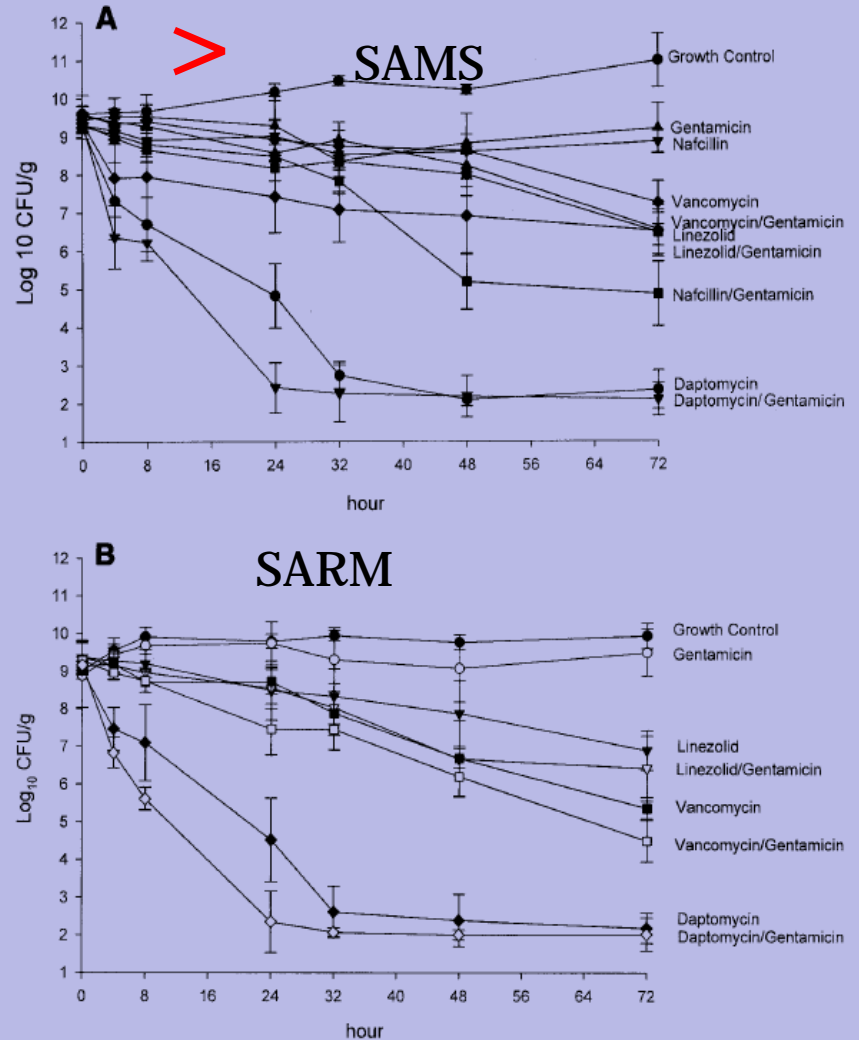 A
>
SAMS
Log 10 CFU/g
12
11
10
9
8
7
6
5
4
3
2
1
0
8
16
24
32
40
48
56
64
72
hour
Growth Control
Gentamicin
Nafcillin
Vancomycin
Vancomycin/Gentamicin
Linezolid
Linezolid/Gentamicin
Nafcillin/Gentamicin
Daptomycin
Daptomycin/Gentamicin
B
SARM
Log10 CFU/g
12
11
10
9
8
7
6
5
4
3
2
1
0
8
16
24
32
40
48
56
64
72
hour
Growth Control
Gentamicin
Linezolid
Linezolid/Gentamicin
Vancomycin
Vancomycin/Gentamicin
Daptomycin
Daptomycin/Gentamicin